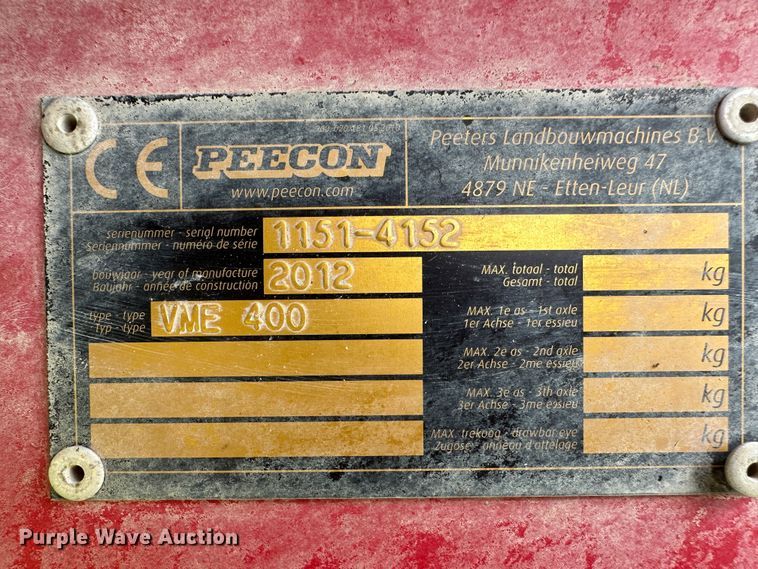 CE
PEECON
www.peecon.com
Peeters Landbouwmachines B.V.
Munnikenheiweg 47
4879 NE - Etten-Leur (NL)
serienummer - serial number
Seriennummer - numéro de série
1151-4152
bouwjaar - year of manufacture
Baujahr - année de construction
2012
type - type
Typ - type
VME 400
MAX. totaal - total
Gesamt - total
kg
MAX. 1e as - 1st axle
1er Achse - 1er essieu
kg
MAX. 2e as - 2nd axle
2er Achse - 2me essieu
kg
MAX. 3e as - 3th axle
3er Achse - 3me essieu
kg
MAX. trekoog - drawbar eye
Zugöse - anneau d'attelage
kg
Purple Wave Auction